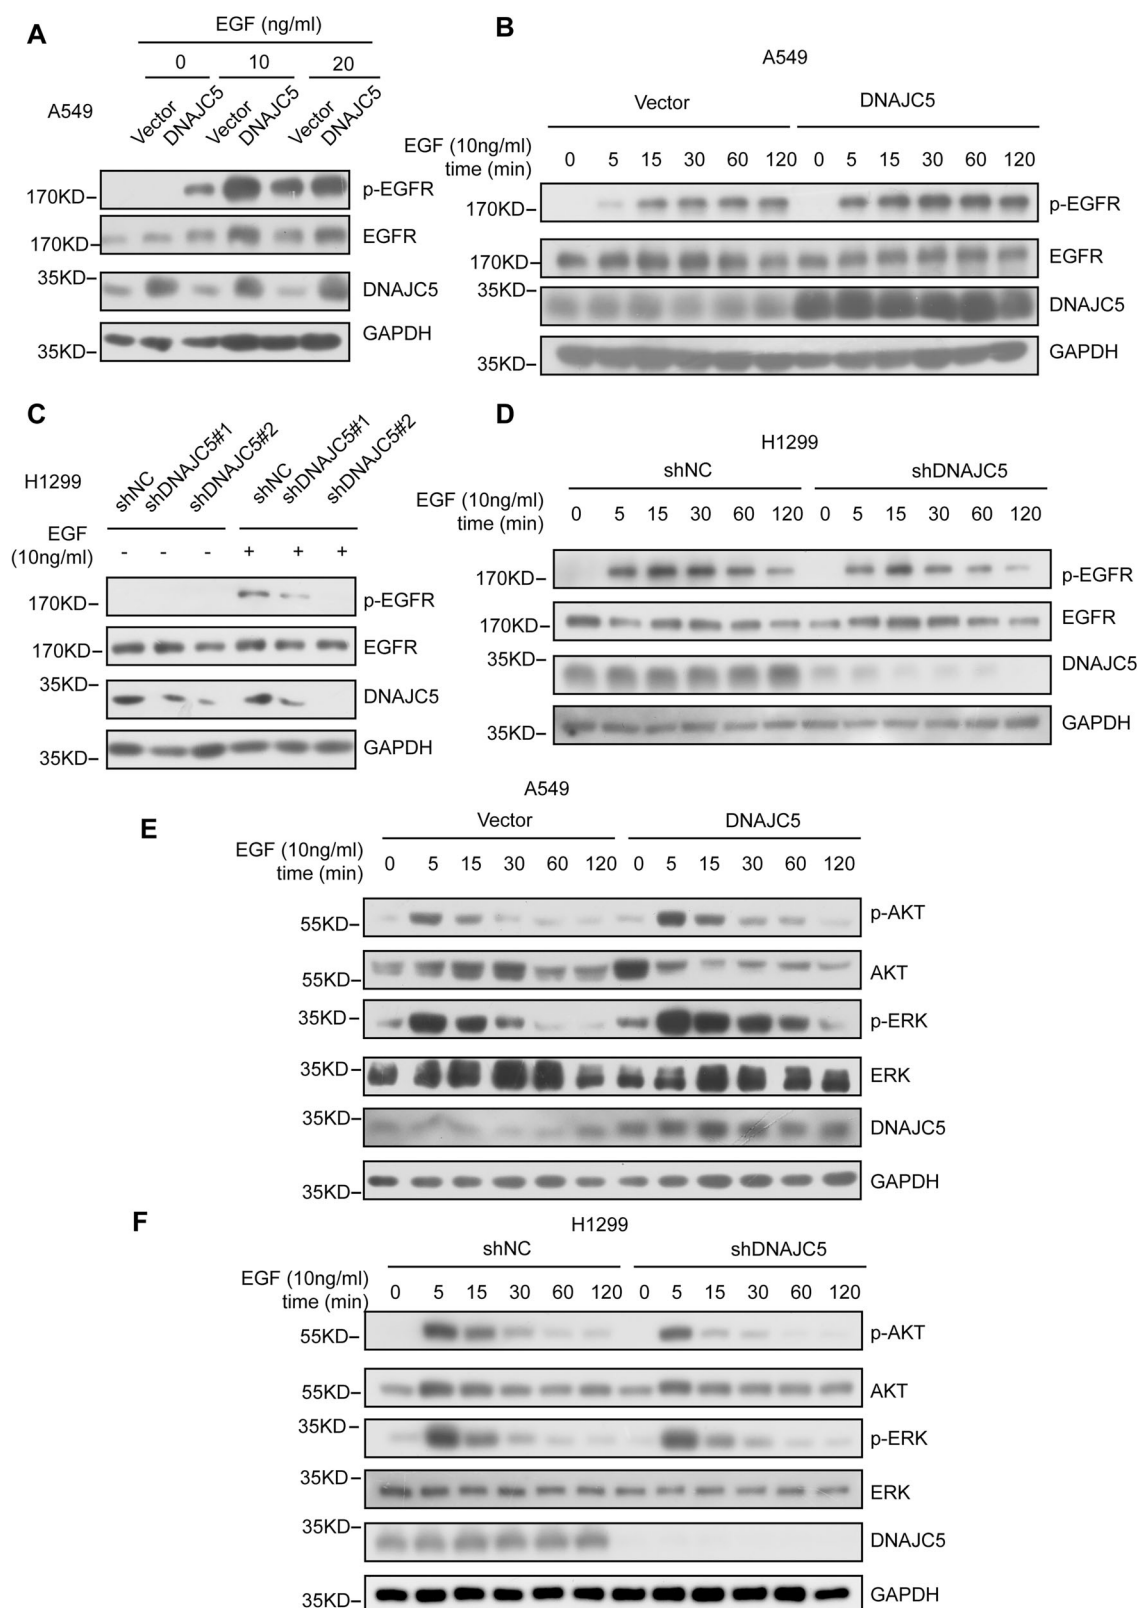 A
EGF (ng/ml)
0 10 20
A549
Vector DNAJC5 Vector DNAJC5 Vector DNAJC5
170KD– p-EGFR
170KD– EGFR
35KD– DNAJC5
35KD– GAPDH
B
A549
Vector DNAJC5
EGF (10ng/ml)
time (min) 0 5 15 30 60 120 0 5 15 30 60 120
170KD– p-EGFR
170KD– EGFR
35KD– DNAJC5
35KD– GAPDH
C
H1299
shNC shDNAJC5#1 shDNAJC5#2 shNC shDNAJC5#1 shDNAJC5#2
EGF
(10ng/ml) - - - + + +
170KD– p-EGFR
170KD– EGFR
35KD– DNAJC5
35KD– GAPDH
D
H1299
shNC shDNAJC5
EGF (10ng/ml)
time (min) 0 5 15 30 60 120 0 5 15 30 60 120
170KD– p-EGFR
170KD– EGFR
35KD– DNAJC5
35KD– GAPDH
E
A549
Vector DNAJC5
EGF (10ng/ml)
time (min) 0 5 15 30 60 120 0 5 15 30 60 120
55KD– p-AKT
55KD– AKT
35KD– p-ERK
35KD– ERK
35KD– DNAJC5
35KD– GAPDH
F
H1299
shNC shDNAJC5
EGF (10ng/ml)
time (min) 0 5 15 30 60 120 0 5 15 30 60 120
55KD– p-AKT
55KD– AKT
35KD– p-ERK
35KD– ERK
35KD– DNAJC5
35KD– GAPDH